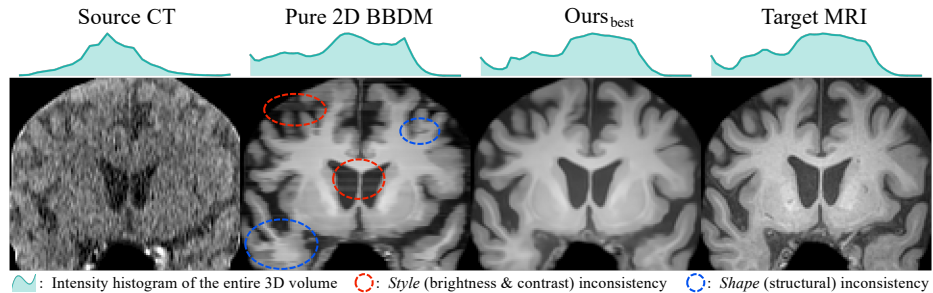 Source CT Pure 2D BBDM Ours_best Target MRI
: Intensity histogram of the entire 3D volume : Style (brightness & contrast) inconsistency : Shape (structural) inconsistency